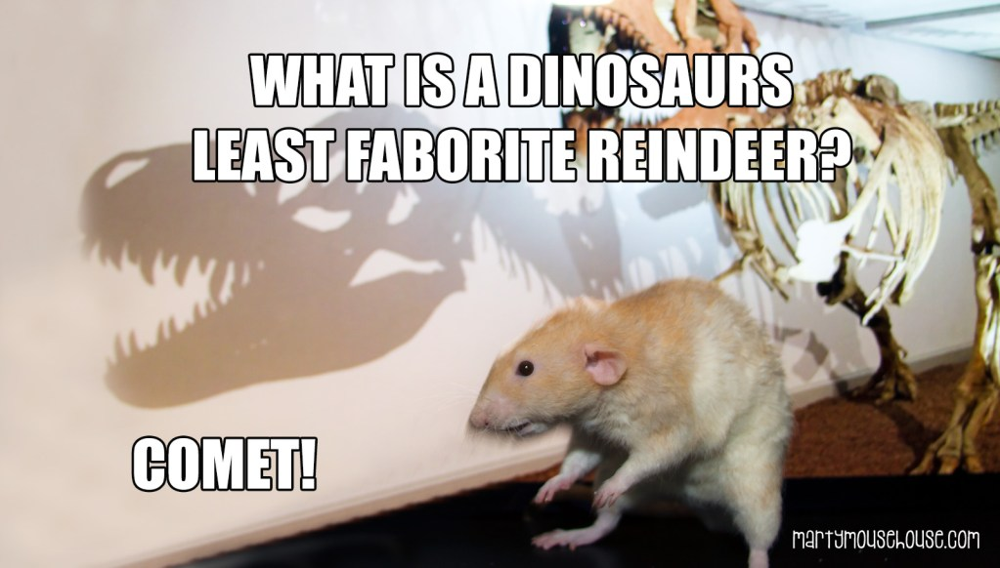 WHAT IS A DINOSAURS
LEAST FABORITE REINDEER?
COMET!
martymousehouse.com